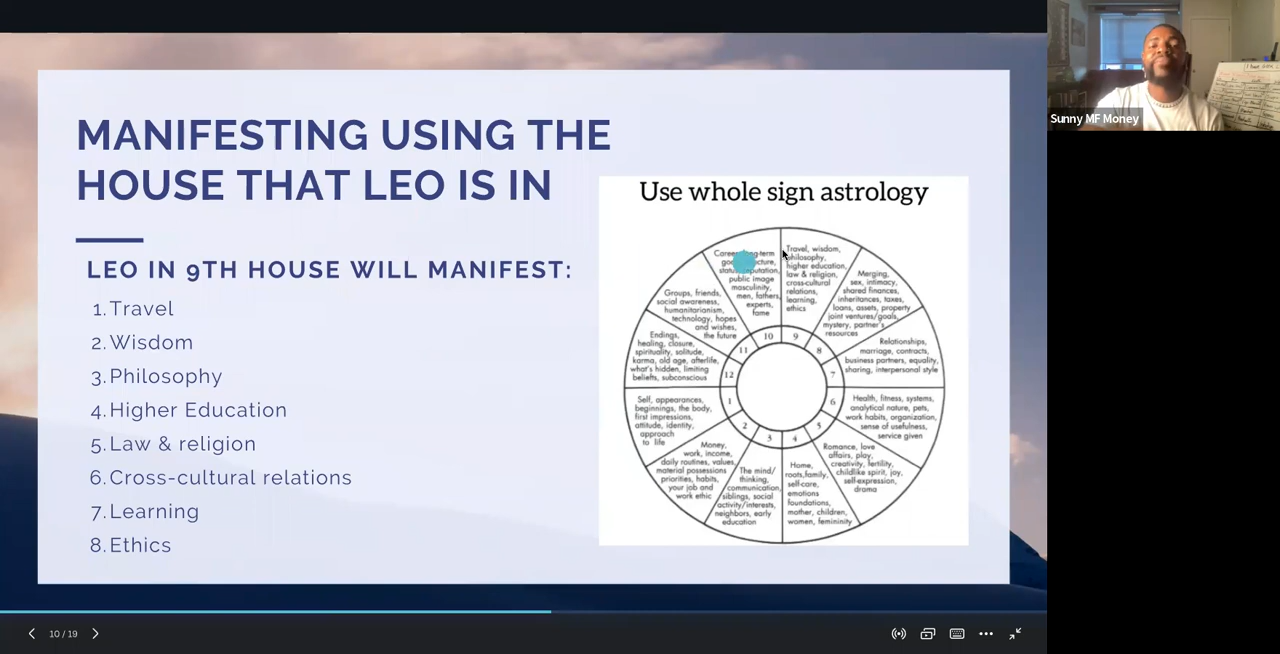 MANIFESTING USING THE
HOUSE THAT LEO IS IN
LEO IN 9TH HOUSE WILL MANIFEST:
1. Travel
2. Wisdom
3. Philosophy
4. Higher Education
5. Law & religion
6. Cross-cultural relations
7. Learning
8. Ethics
Use whole sign astrology
Travel, wisdom,
philosophy,
higher education,
law & religion,
cross-cultural
relations,
learning,
ethics
Merging,
sex, intimacy,
shared finances,
inheritances, taxes,
loans, assets, property
joint ventures/goals,
mystery, partner's
resources
Relationships,
marriage, contracts,
business partners, equality,
sharing, interpersonal style
Health, fitness, systems,
analytical nature, pets,
work habits, organization,
sense of usefulness,
service given
Romance, love
affairs, play,
creativity, fertility,
childlike spirit, joy,
self-expression,
drama
Home,
roots, family,
self-care,
emotions
foundations,
mother, children,
women, femininity
The mind/
thinking,
communication,
siblings, social
activity/interests,
neighbors, early
education
Money,
work, income,
daily routines, values,
material possessions
priorities, habits,
your job and
work ethic
Self, appearances,
beginnings, the body,
first impressions,
attitude, identity,
approach
to life
Endings,
healing, closure,
spirituality, solitude,
karma, old age, afterlife,
what's hidden, limiting
beliefs, subconscious
Groups, friends,
social awareness,
humanitarianism,
technology, hopes
and wishes,
the future
public image
masculinity,
men, fathers,
experts,
fame
10
9
11
8
12
7
1
6
2
5
3
4
10 / 19
Sunny MF Money